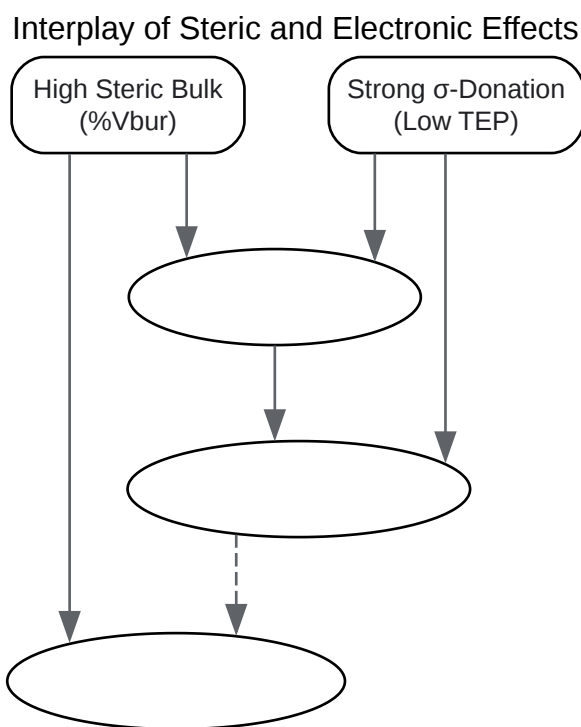 Interplay of Steric and Electronic Effects
High Steric Bulk
(%Vbur)
Strong σ-Donation
(Low TEP)